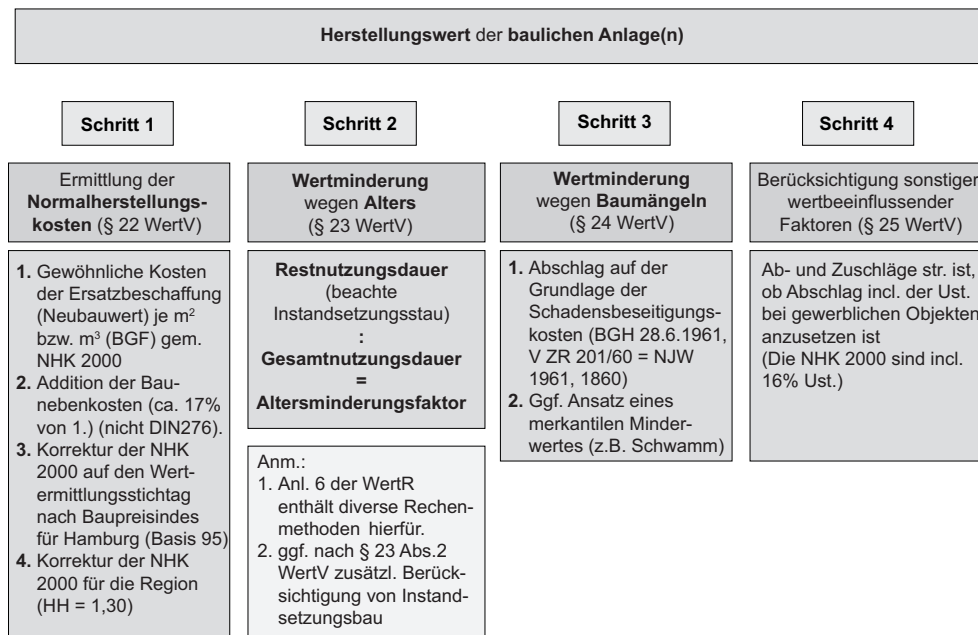 Herstellungswert der baulichen Anlage(n)
Schritt 1
Ermittlung der
Normalherstellungs-
kosten (§ 22 WertV)
1. Gewöhnliche Kosten
der Ersatzbeschaffung
(Neubauwert) je m²
bzw. m³ (BGF) gem.
NHK 2000
2. Addition der Bau-
nebenkosten (ca. 17%
von 1.) (nicht DIN276).
3. Korrektur der NHK
2000 auf den Wert-
ermittlungsstichtag
nach Baupreisindes
für Hamburg (Basis 95)
4. Korrektur der NHK
2000 für die Region
(HH = 1,30)
Schritt 2
Wertminderung
wegen Alters
(§ 23 WertV)
Restnutzungsdauer
(beachte
Instandsetzungsstau)
:
Gesamtnutzungsdauer
=
Altersminderungsfaktor
Anm.:
1. Anl. 6 der WertR
enthält diverse Rechen-
methoden hierfür.
2. ggf. nach § 23 Abs.2
WertV zusätzl. Berück-
sichtigung von Instand-
setzungsbau
Schritt 3
Wertminderung
wegen Baumängeln
(§ 24 WertV)
1. Abschlag auf der
Grundlage der
Schadensbeseitigungs-
kosten (BGH 28.6.1961,
V ZR 201/60 = NJW
1961, 1860)
2. Ggf. Ansatz eines
merkantilen Minder-
wertes (z.B. Schwamm)
Schritt 4
Berücksichtigung sonstiger
wertbeeinflussender
Faktoren (§ 25 WertV)
Ab- und Zuschläge str. ist,
ob Abschlag incl. der Ust.
bei gewerblichen Objekten
anzusetzen ist
(Die NHK 2000 sind incl.
16% Ust.)